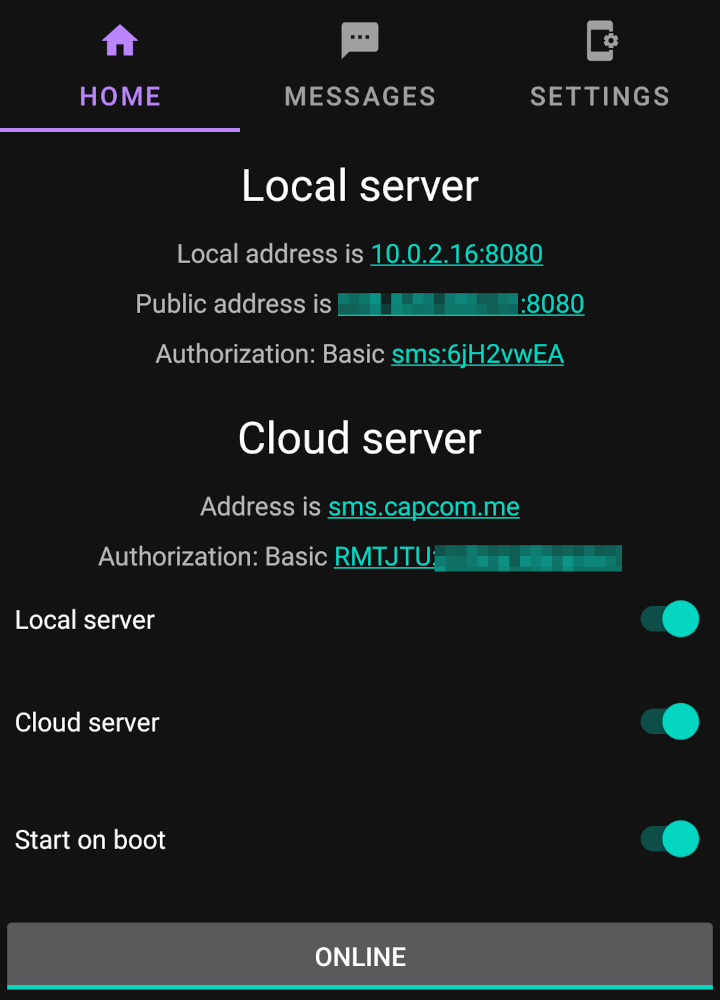 HOME MESSAGES SETTINGS
Local server
Local address is 10.0.2.16:8080
Public address is :8080
Authorization: Basic sms:6jH2vwEA
Cloud server
Address is sms.capcom.me
Authorization: Basic RMTJTU:
Local server
Cloud server
Start on boot
ONLINE